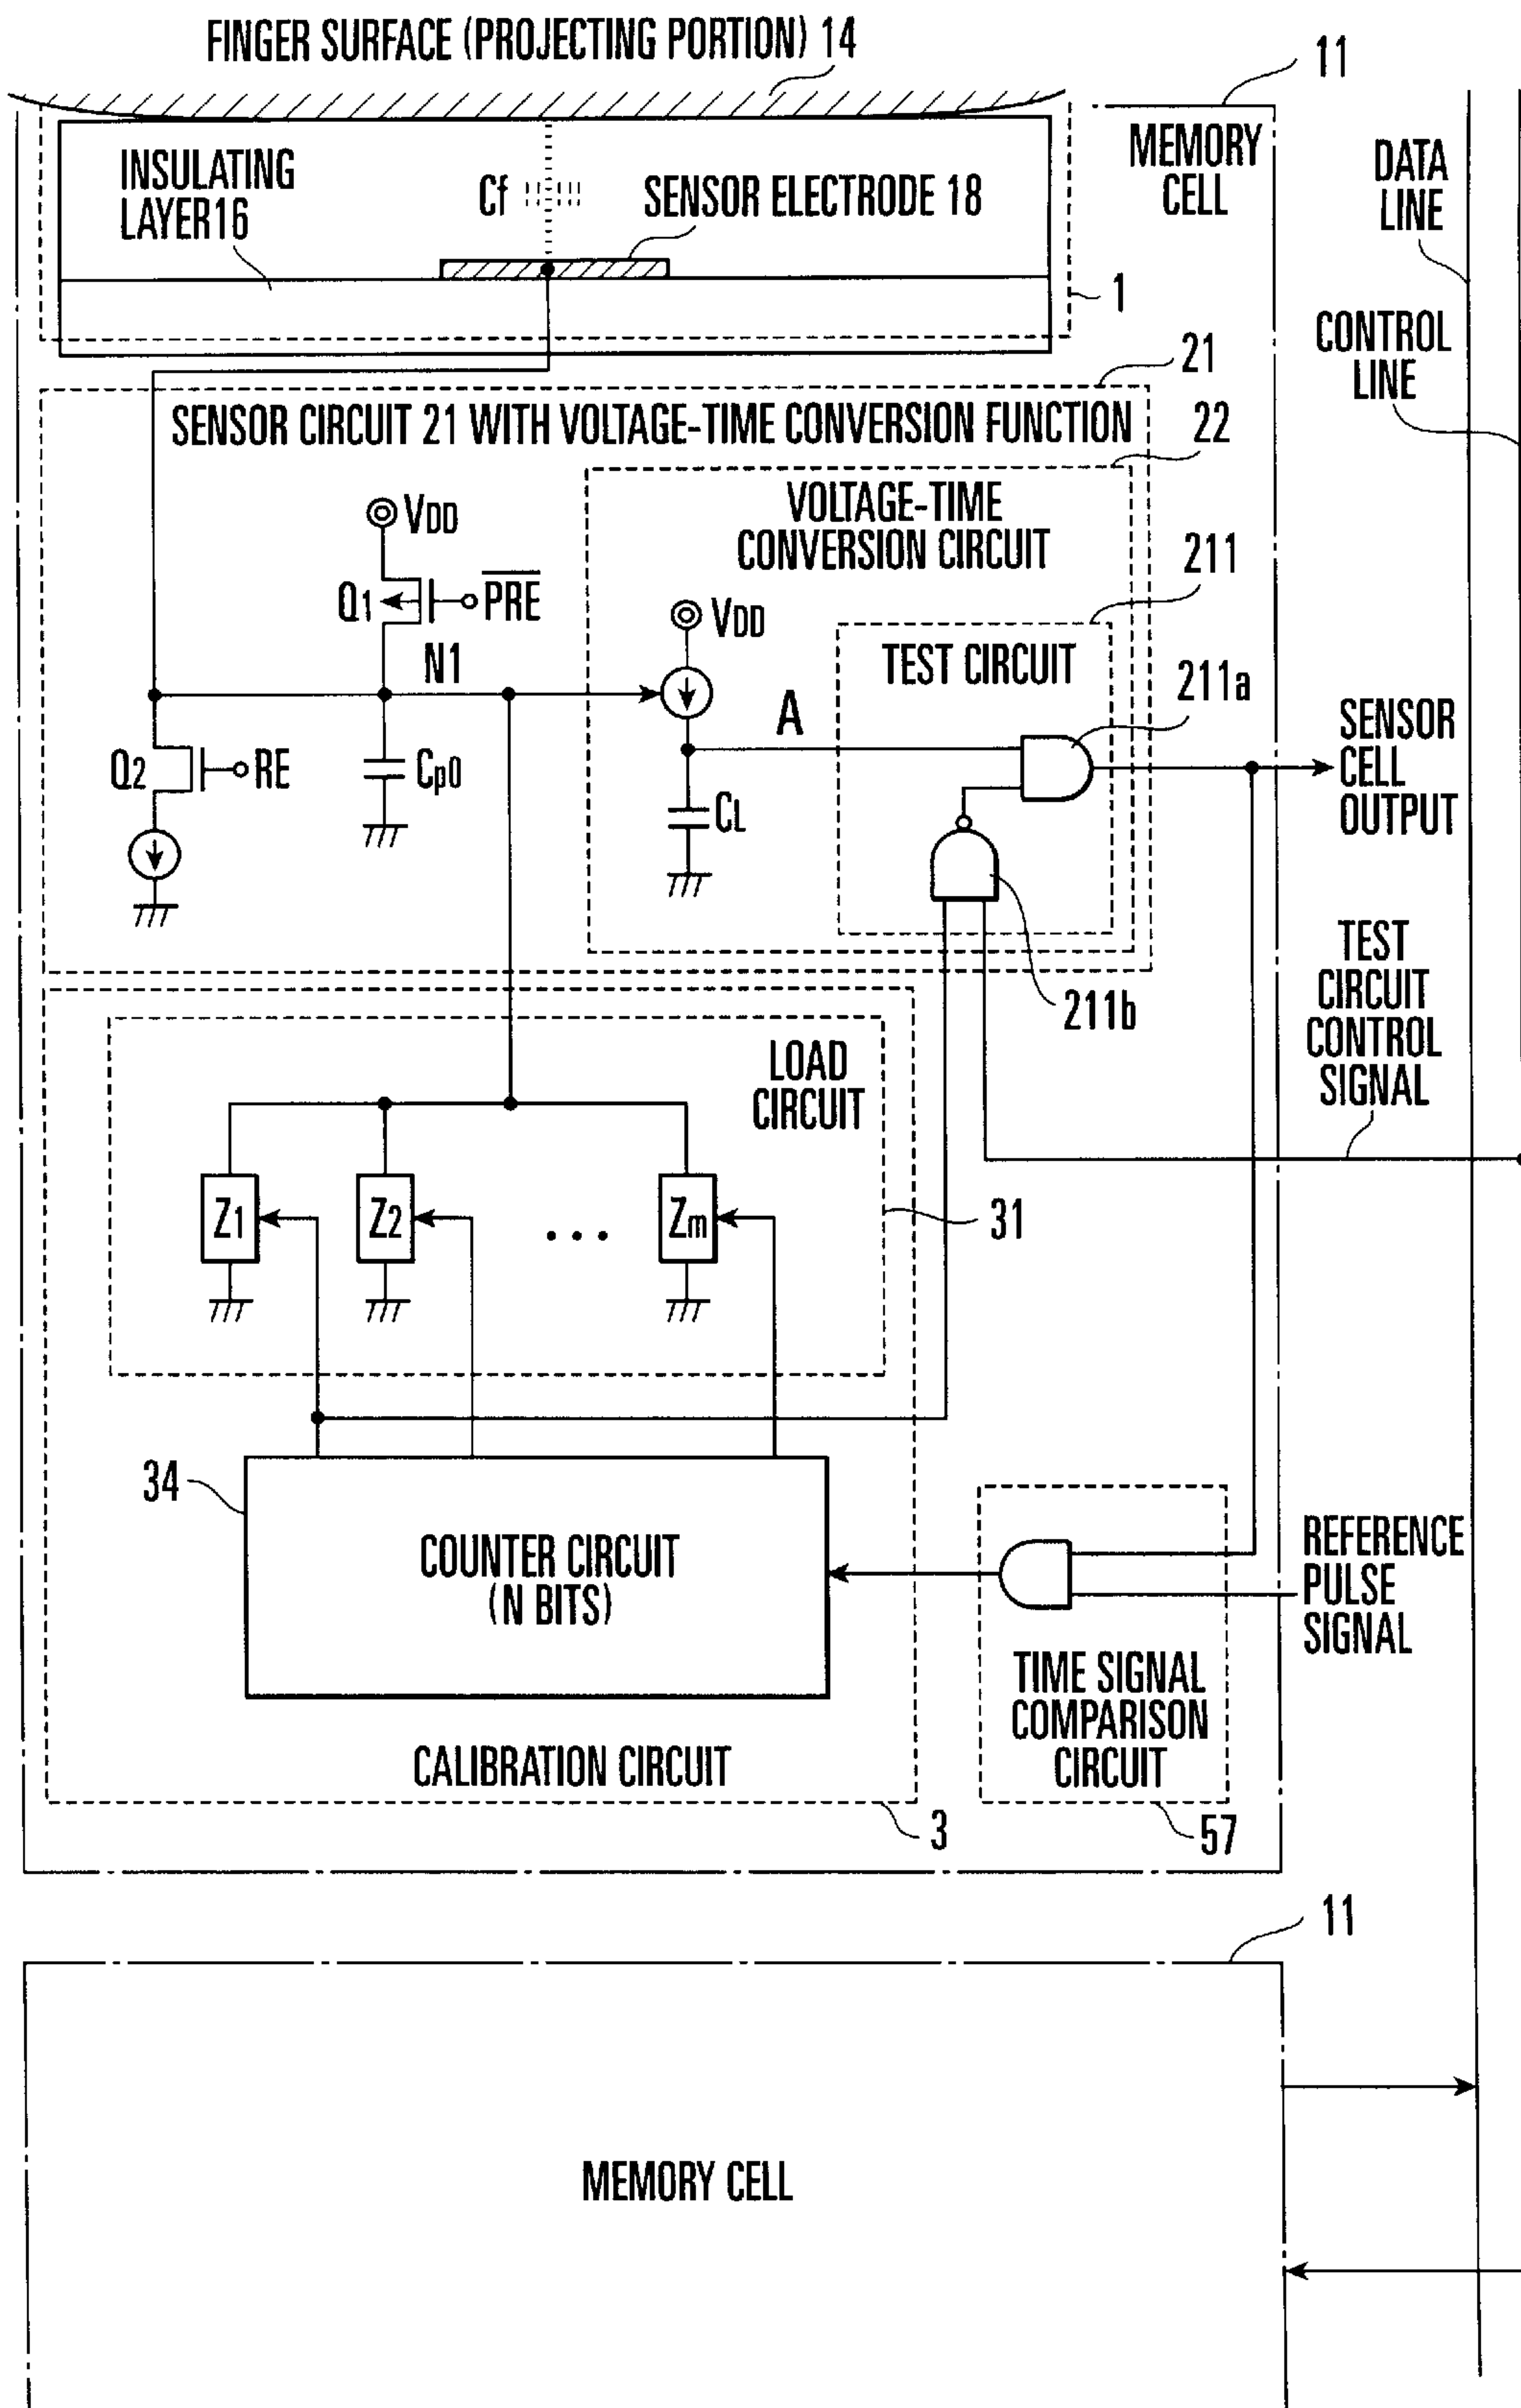 FINGER SURFACE (PROJECTING PORTION) 14
11
INSULATING
LAYER16
Cf
SENSOR ELECTRODE 18
MEMORY
CELL
DATA
LINE
1
CONTROL
LINE
21
SENSOR CIRCUIT 21 WITH VOLTAGE-TIME CONVERSION FUNCTION
22
VOLTAGE-TIME
CONVERSION CIRCUIT
VDD
Q1
PRE
N1
VDD
211
TEST CIRCUIT
211a
A
SENSOR
CELL
OUTPUT
Q2
RE
Cp0
CL
211b
TEST
CIRCUIT
CONTROL
SIGNAL
LOAD
CIRCUIT
Z1
Z2
...
Zm
31
34
COUNTER CIRCUIT
(N BITS)
REFERENCE
PULSE
SIGNAL
TIME SIGNAL
COMPARISON
CIRCUIT
CALIBRATION CIRCUIT
3
57
11
MEMORY CELL